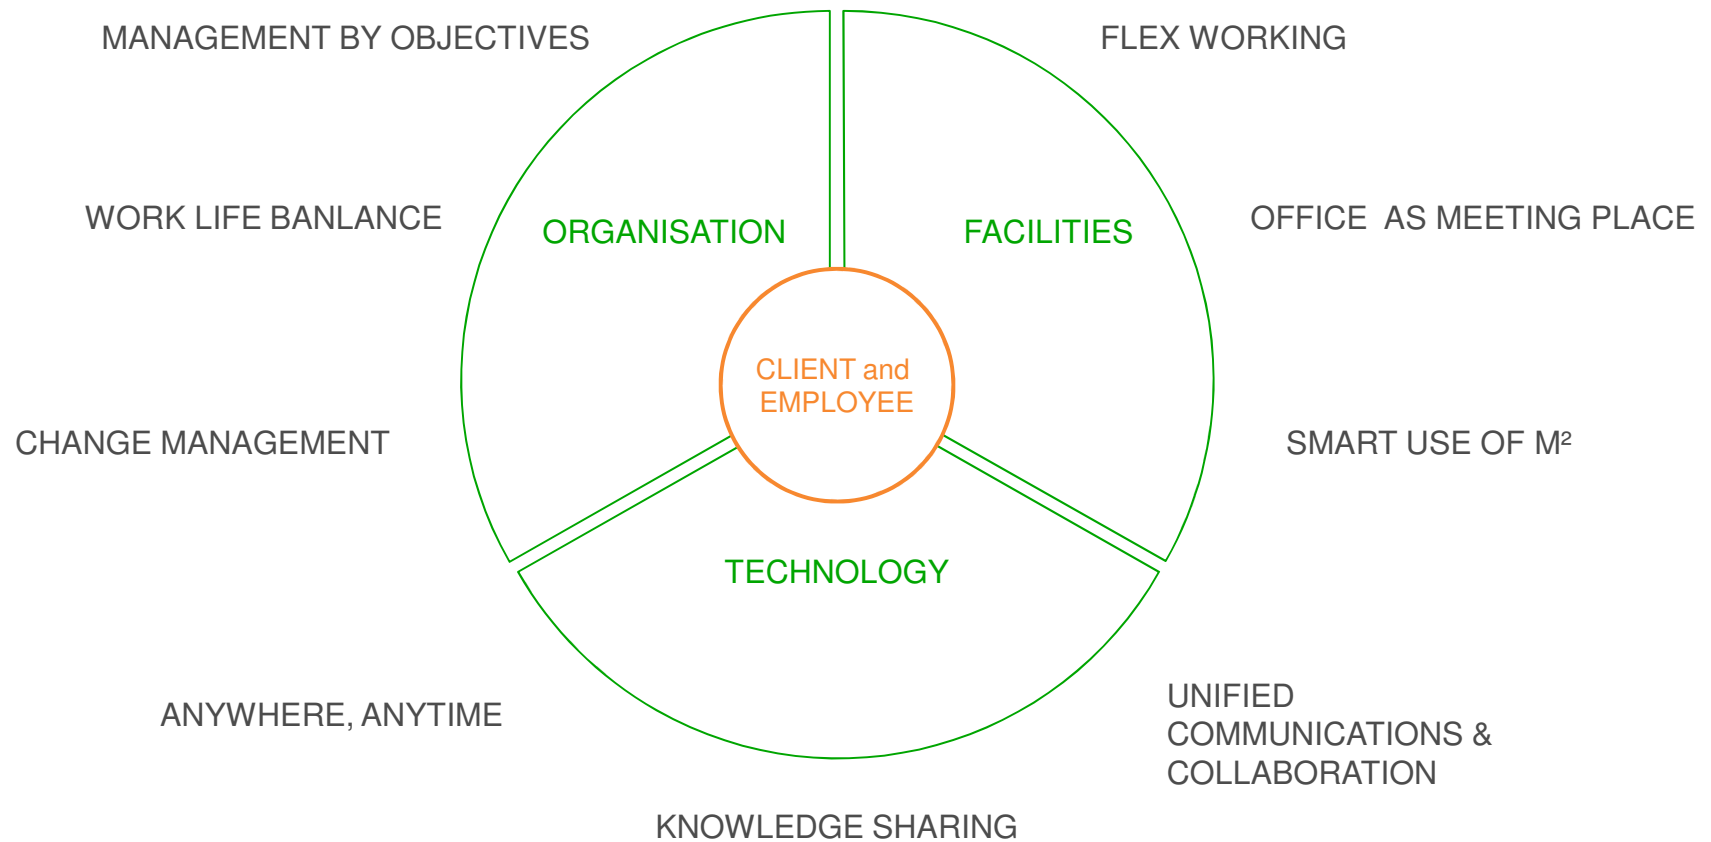 MANAGEMENT BY OBJECTIVES
FLEX WORKING
WORK LIFE BANLANCE
ORGANISATION
FACILITIES
OFFICE  AS MEETING PLACE
CLIENT and
EMPLOYEE
CHANGE MANAGEMENT
SMART USE OF M²
TECHNOLOGY
ANYWHERE, ANYTIME
UNIFIED
COMMUNICATIONS &
COLLABORATION
KNOWLEDGE SHARING